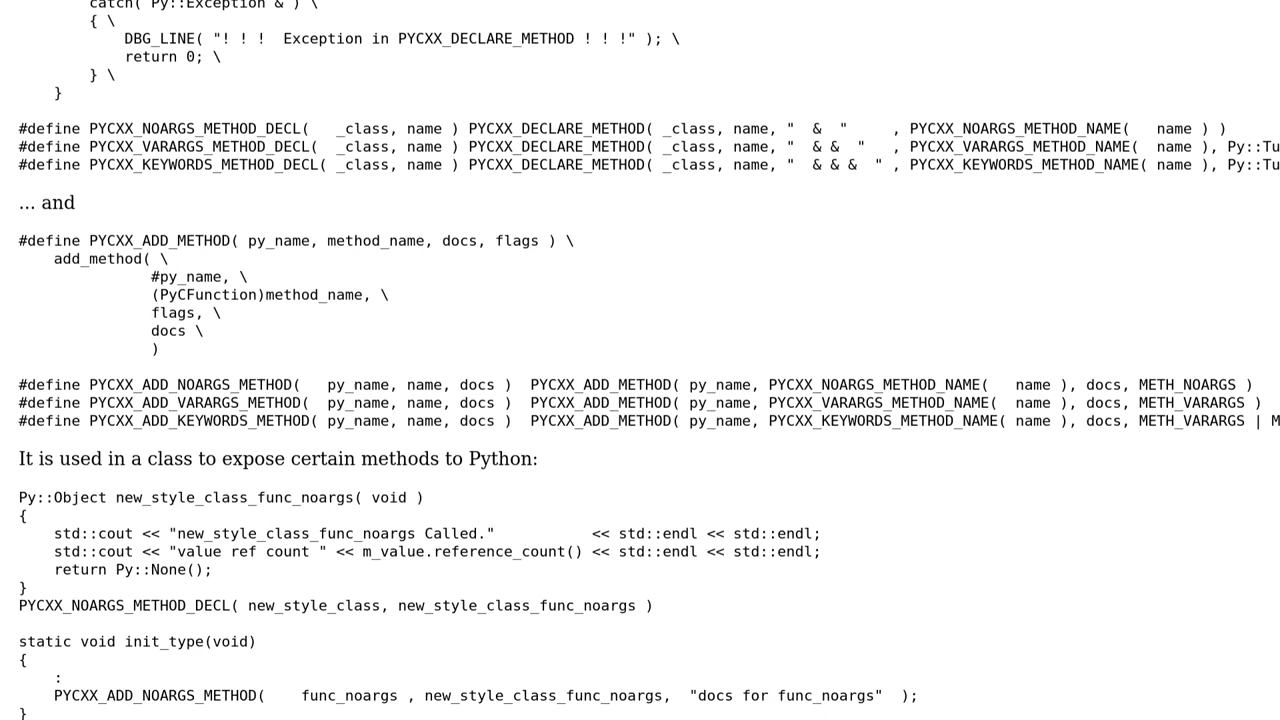 catch( Py::Exception & ) \
{ \
DBG_LINE( "! ! !  Exception in PYCXX_DECLARE_METHOD ! ! !" ); \
return 0; \
} \
}
#define PYCXX_NOARGS_METHOD_DECL(   _class, name ) PYCXX_DECLARE_METHOD( _class, name, "  &  "     , PYCXX_NOARGS_METHOD_NAME(   name ) )
#define PYCXX_VARARGS_METHOD_DECL(  _class, name ) PYCXX_DECLARE_METHOD( _class, name, "  & &  "   , PYCXX_VARARGS_METHOD_NAME(  name ), Py::Tu
#define PYCXX_KEYWORDS_METHOD_DECL( _class, name ) PYCXX_DECLARE_METHOD( _class, name, "  & & &  " , PYCXX_KEYWORDS_METHOD_NAME( name ), Py::Tu
... and
#define PYCXX_ADD_METHOD( py_name, method_name, docs, flags ) \
add_method( \
#py_name, \
(PyCFunction)method_name, \
flags, \
docs \
)
#define PYCXX_ADD_NOARGS_METHOD(   py_name, name, docs )  PYCXX_ADD_METHOD( py_name, PYCXX_NOARGS_METHOD_NAME(   name ), docs, METH_NOARGS )
#define PYCXX_ADD_VARARGS_METHOD(  py_name, name, docs )  PYCXX_ADD_METHOD( py_name, PYCXX_VARARGS_METHOD_NAME(  name ), docs, METH_VARARGS )
#define PYCXX_ADD_KEYWORDS_METHOD( py_name, name, docs )  PYCXX_ADD_METHOD( py_name, PYCXX_KEYWORDS_METHOD_NAME( name ), docs, METH_VARARGS | M
It is used in a class to expose certain methods to Python:
Py::Object new_style_class_func_noargs( void )
{
std::cout << "new_style_class_func_noargs Called."           << std::endl << std::endl;
std::cout << "value ref count " << m_value.reference_count() << std::endl << std::endl;
return Py::None();
}
PYCXX_NOARGS_METHOD_DECL( new_style_class, new_style_class_func_noargs )
static void init_type(void)
{
:
PYCXX_ADD_NOARGS_METHOD(    func_noargs , new_style_class_func_noargs,  "docs for func_noargs"  );
}